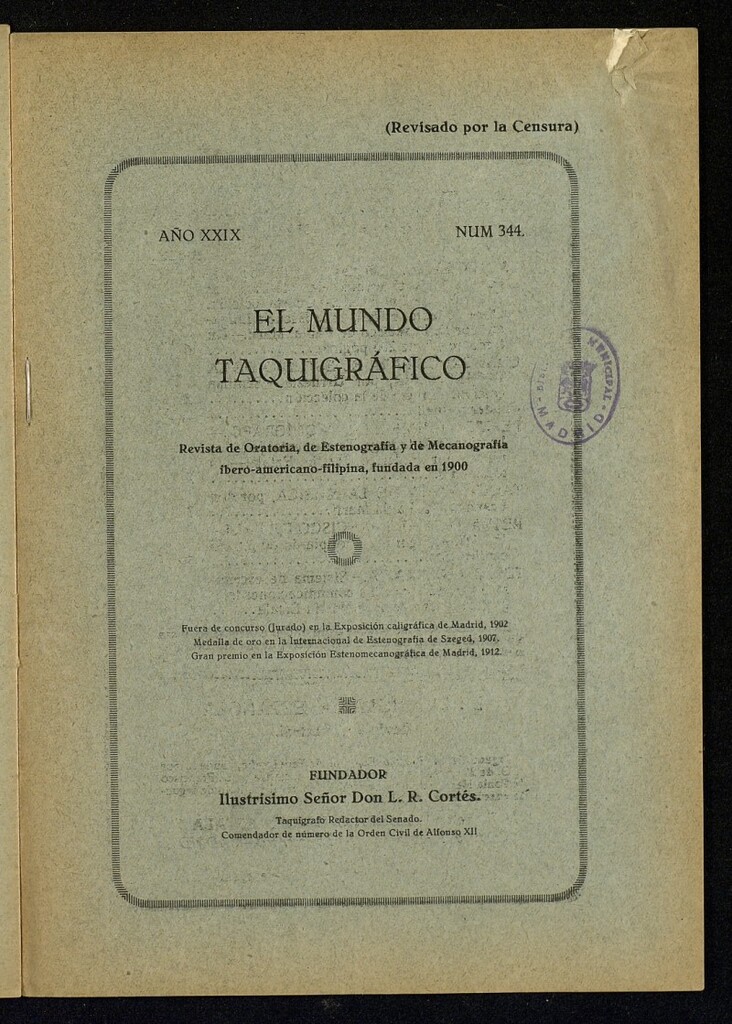 (Revisado por la Censura)
AÑO XXIX
NUM 344.
EL MUNDO
TAQUIGRÁFICO
MUNICIPAL
MADRID
Revista de Oratoria, de Estenografía y de Mecanografía
ibero-americano-filipina, fundada en 1900
Fuera de concurso (Jurado) en la Exposición caligráfica de Madrid, 1902
Medalla de oro en la Internacional de Estenografía de Szeged, 1907.
Gran premio en la Exposición Estenomecanográfica de Madrid, 1912.
FUNDADOR
Ilustrísimo Señor Don L. R. Cortés.
Taquígrafo Redactor del Senado.
Comendador de número de la Orden Civil de Alfonso XII